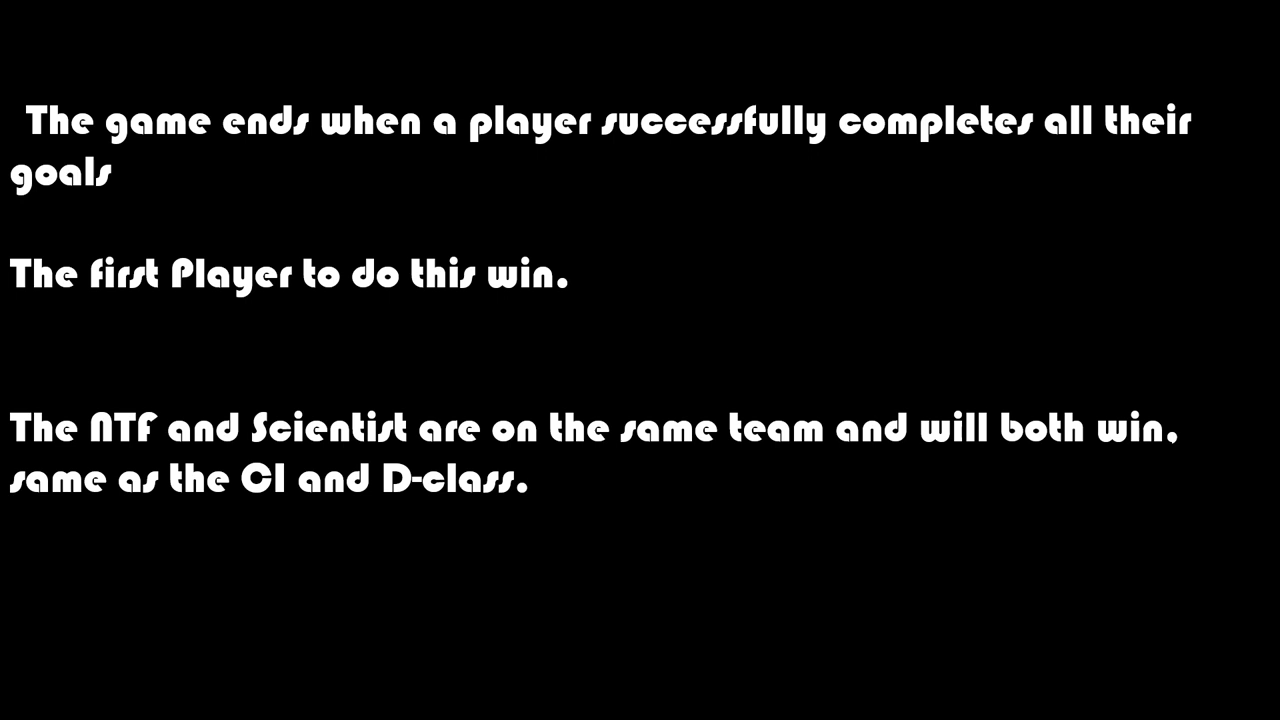 The game ends when a player successfully completes all their
goals
The first Player to do this win.
The NTF and Scientist are on the same team and will both win,
same as the CI and D-class.